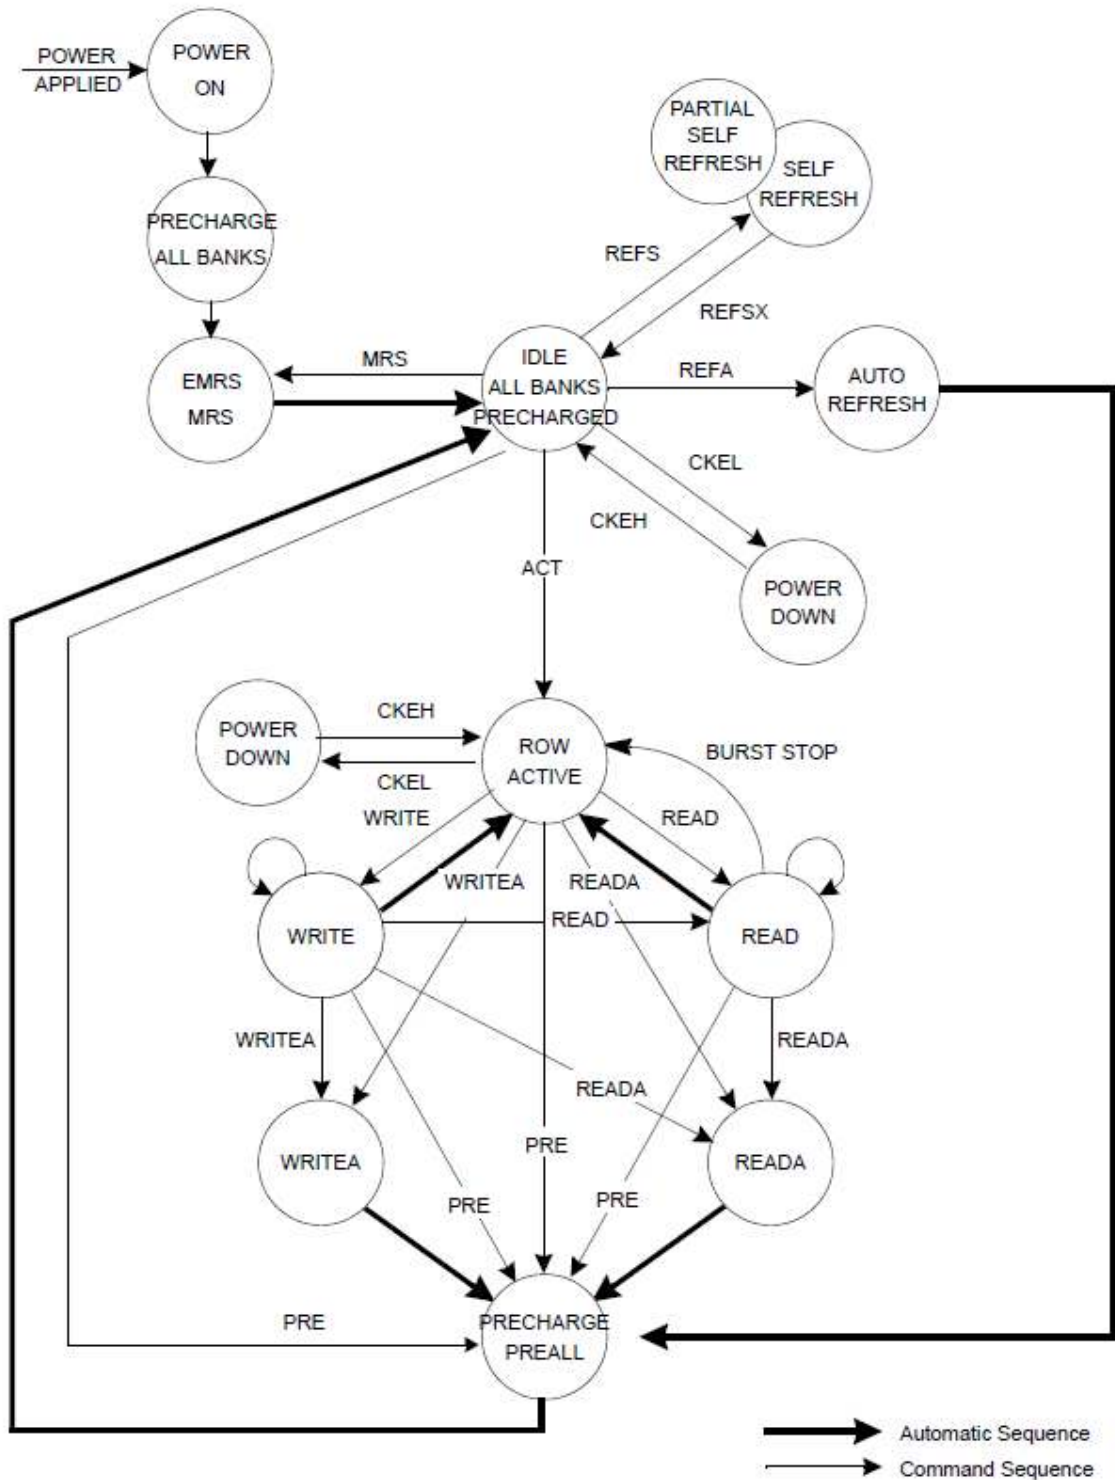 POWER
APPLIED
POWER
ON
PARTIAL
SELF
REFRESH
SELF
REFRESH
PRECHARGE
ALL BANKS
REFS
REFSX
EMRS
MRS
MRS
IDLE
ALL BANKS
PRECHARGED
REFA
AUTO
REFRESH
CKEL
CKEH
ACT
POWER
DOWN
POWER
DOWN
CKEH
CKEL
ROW
ACTIVE
BURST STOP
WRITE
READ
WRITEA
READA
WRITE
READ
READ
WRITEA
READA
READA
WRITEA
PRE
READA
PRE
PRE
PRE
PRECHARGE
PREALL
Automatic Sequence
Command Sequence